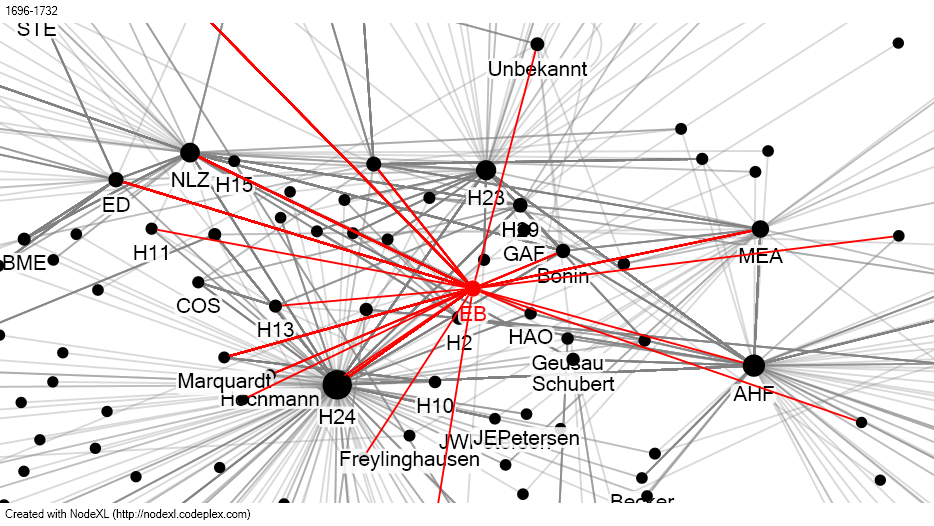 1696-1732
STE
Unbekannt
NLZ
H15
H23
ED
H29
H11
GAF
MEA
BME
Bonin
COS
EB
H13
HAO
H2
Geusau
Marquardt
Schubert
Hochmann
AHF
H10
H24
JEPetersen
Freylinghausen
Becker
Created with NodeXL (http://nodexl.codeplex.com)